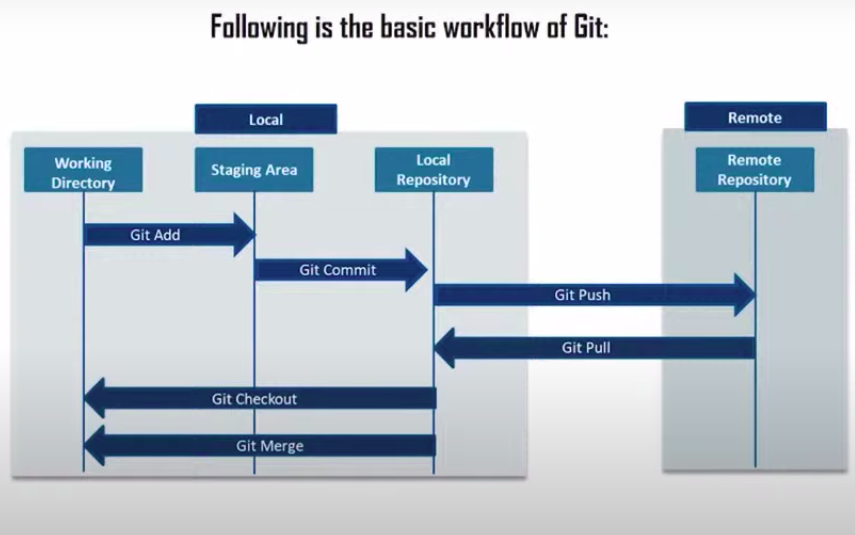 Following is the basic workflow of Git:
Local
Remote
Working
Directory
Staging Area
Local
Repository
Remote
Repository
Git Add
Git Commit
Git Push
Git Pull
Git Checkout
Git Merge